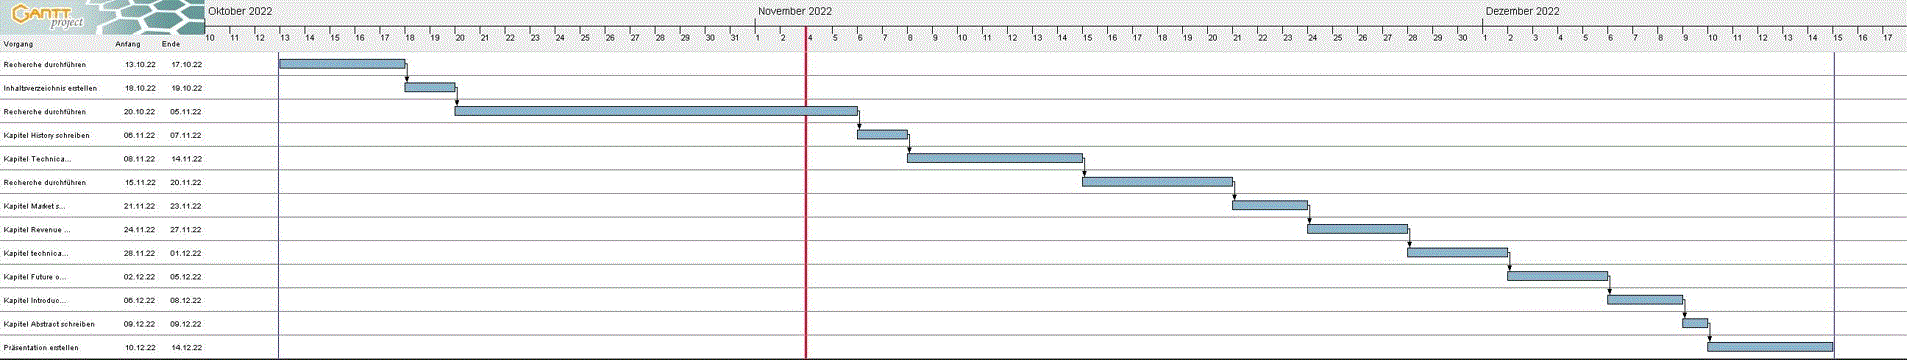 GANTT
project
Oktober 2022 November 2022 Dezember 2022
Vorgang Anfang Ende 10 11 12 13 14 15 16 17 18 19 20 21 22 23 24 25 26 27 28 29 30 31 1 2 4 5 6 7 8 9 10 11 12 13 14 15 16 17 18 19 20 21 22 23 24 25 26 27 28 29 30 1 2 3 4 5 6 7 8 9 10 11 12 13 14 15 16 17
Recherche durchführen 13.10.22 17.10.22
Inhaltsverzeichnis erstellen 18.10.22 19.10.22
Recherche durchführen 20.10.22 05.11.22
Kapitel History schreiben 06.11.22 07.11.22
Kapitel Technica... 08.11.22 14.11.22
Recherche durchführen 15.11.22 20.11.22
Kapitel Market s... 21.11.22 23.11.22
Kapitel Revenue ... 24.11.22 27.11.22
Kapitel technica... 28.11.22 01.12.22
Kapitel Future o... 02.12.22 05.12.22
Kapitel Introduc... 06.12.22 08.12.22
Kapitel Abstract schreiben 09.12.22 09.12.22
Präsentation erstellen 10.12.22 14.12.22